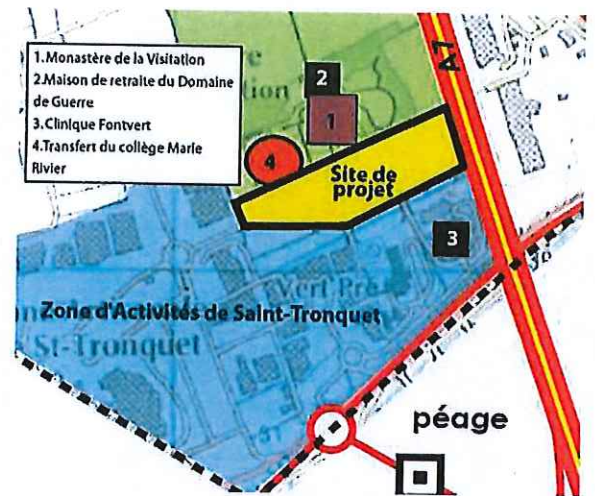 1.Monastère de la Visitation
2.Maison de retraite du Domaine
de Guerre
3.Clinique Fontvert
4.Transfert du collège Marie
Rivier
A7
2
1
4
Site de
projet
3
Vert Pré
Zone d'Activités de Saint-Tronquet
St-Tronquet
péage